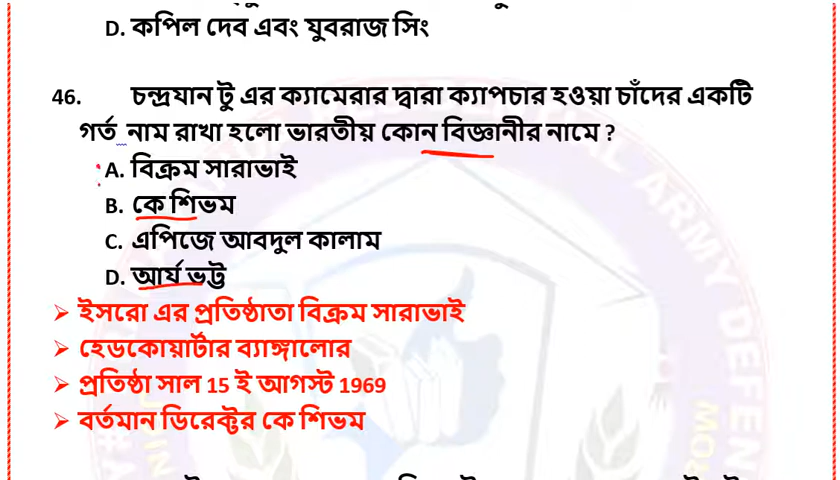 D. কপিল দেব এবং যুবরাজ সিং
46. চন্দ্রযান টু এর ক্যামেরার দ্বারা ক্যাপচার হওয়া চাঁদের একটি
গর্ত নাম রাখা হলো ভারতীয় কোন বিজ্ঞানীর নামে ?
A. বিক্রম সারাভাই
B. কে শিভম
C. এপিজে আবদুল কালাম
D. আর্য ভট্ট
➢ ইসরো এর প্রতিষ্ঠাতা বিক্রম সারাভাই
➢ হেডকোয়ার্টার ব্যাঙ্গালোর
➢ প্রতিষ্ঠা সাল 15 ই আগস্ট 1969
➢ বর্তমান ডিরেক্টর কে শিভম